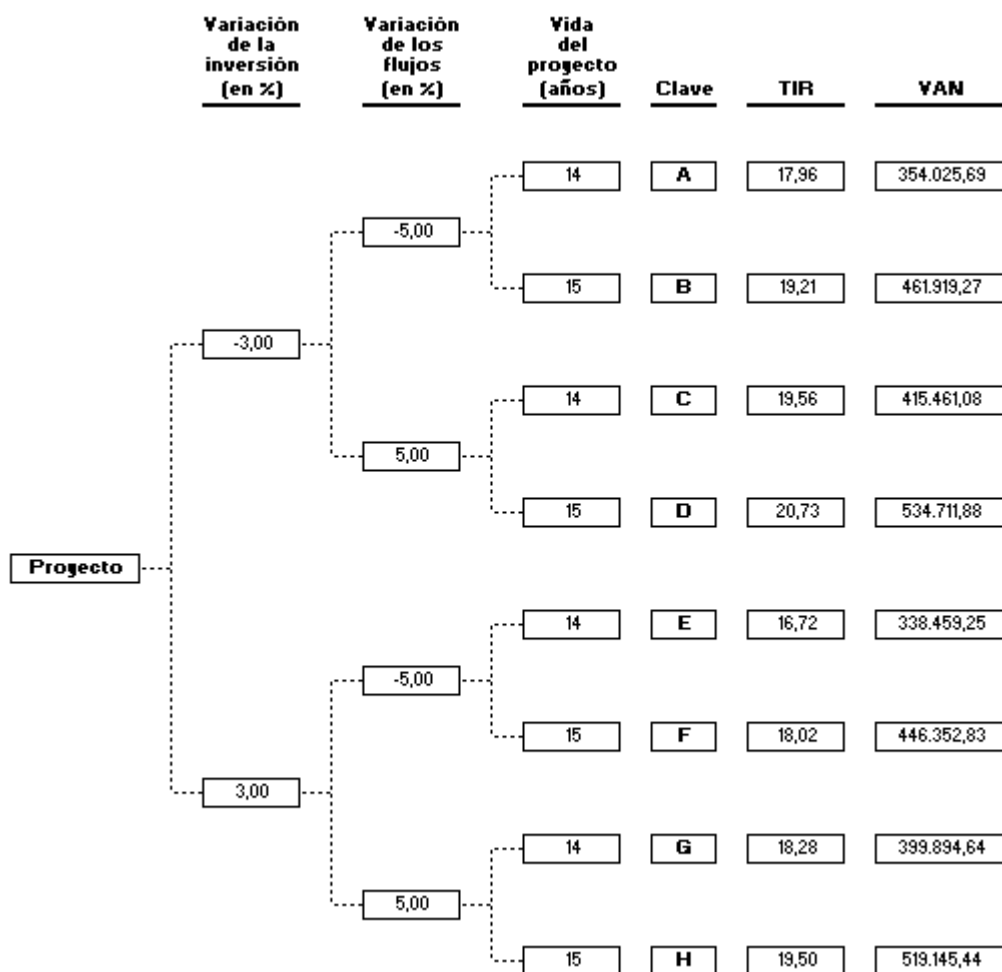 Variación de la inversión (en %)
Variación de los flujos (en %)
Vida del proyecto (años)
Clave
TIR
VAN
14 A 17,96 354.025,69
-5,00
15 B 19,21 461.919,27
-3,00
14 C 19,56 415.461,08
5,00
15 D 20,73 534.711,88
Proyecto
14 E 16,72 338.459,25
-5,00
15 F 18,02 446.352,83
3,00
14 G 18,28 399.894,64
5,00
15 H 19,50 519.145,44